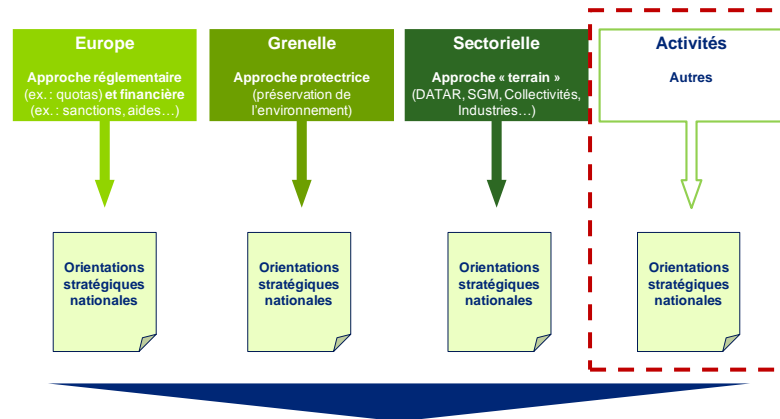 Europe
Approche réglementaire
(ex. : quotas) et financière
(ex. : sanctions, aides…)
Grenelle
Approche protectrice
(préservation de
l'environnement)
Sectorielle
Approche « terrain »
(DATAR, SGM, Collectivités,
Industries…)
Activités
Autres
Orientations
stratégiques
nationales
Orientations
stratégiques
nationales
Orientations
stratégiques
nationales
Orientations
stratégiques
nationales